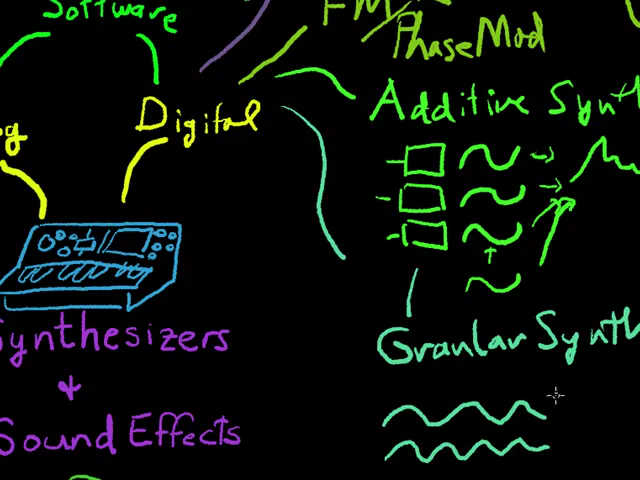 Software
FM/
PhaseMod
Additive Synth
Digital
Granular Synth
Synthesizers
+
Sound Effects